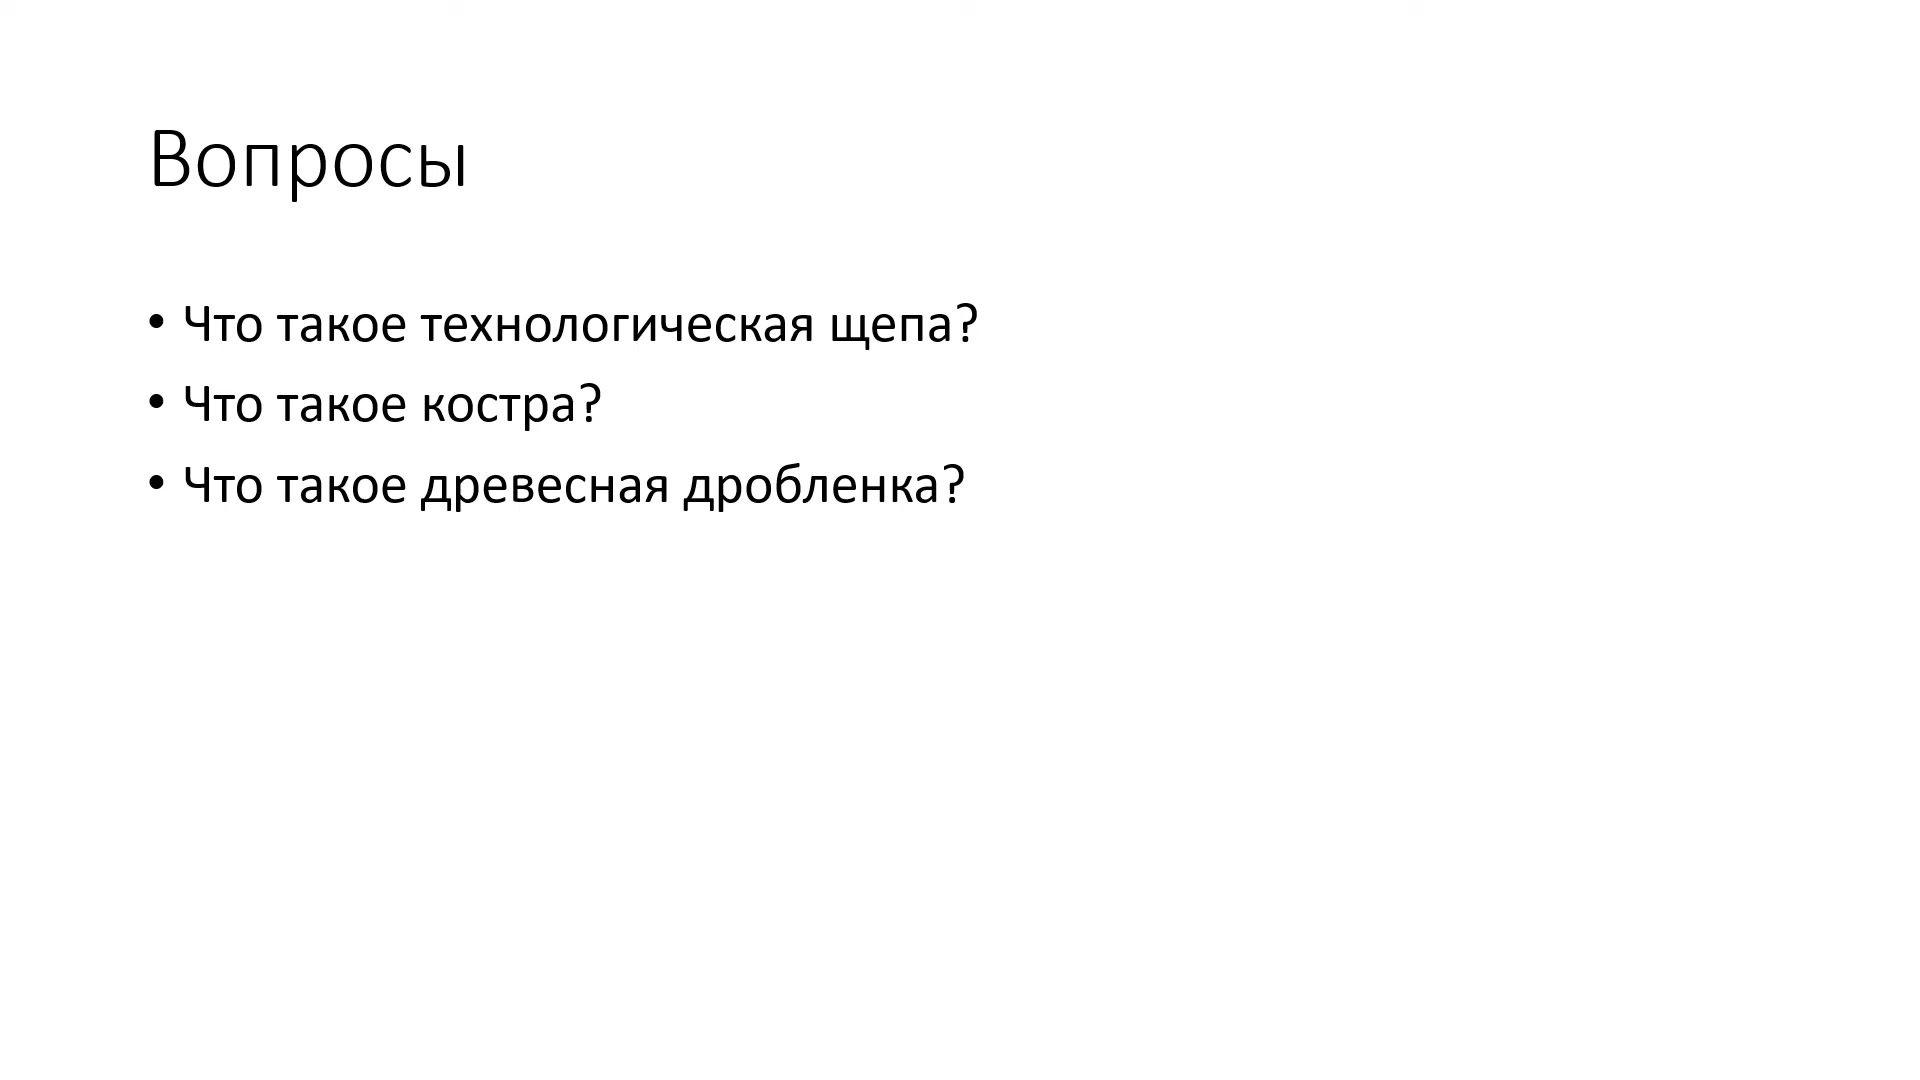 Вопросы
• Что такое технологическая щепа?
• Что такое костра?
• Что такое древесная дробленка?